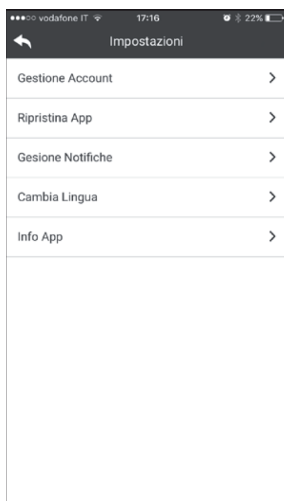 vodafone IT 17:16 22%
Impostazioni
Gestione Account
Ripristina App
Gesione Notifiche
Cambia Lingua
Info App